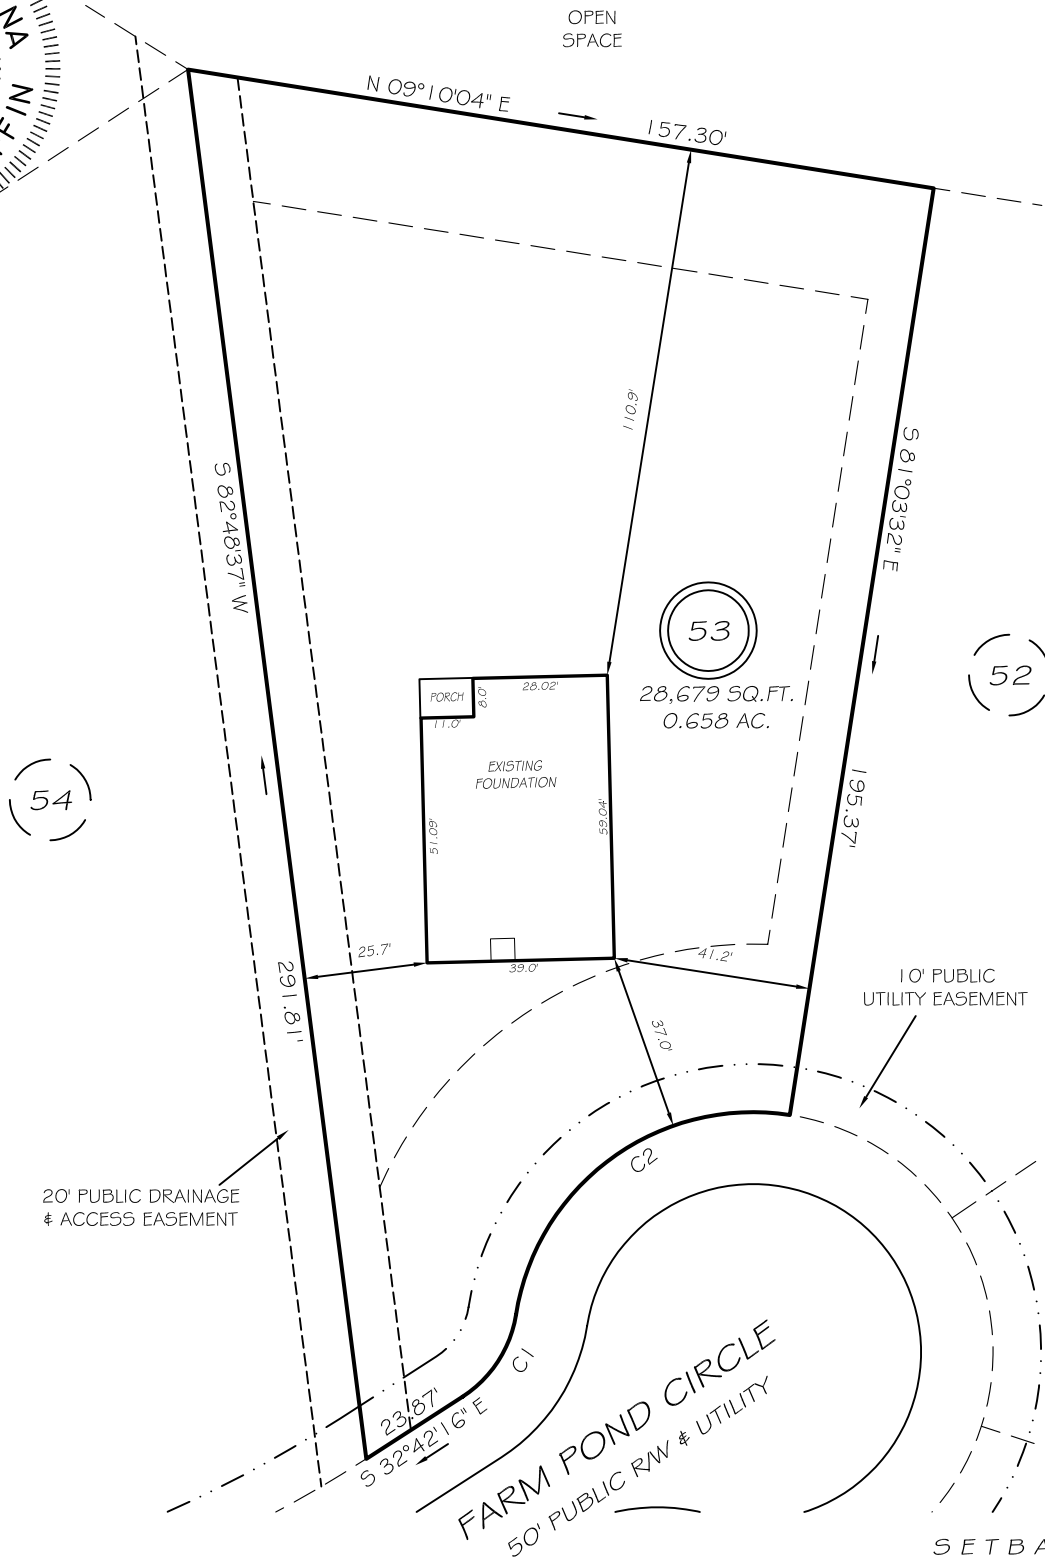 OPEN
SPACE
NA
N 09°10'04" E
157.30'
110.9'
S 82°48'37" W
S 81°03'32" E
53
28,679 SQ.FT.
0.658 AC.
52
PORCH
8.0'
28.02'
11.0'
EXISTING
FOUNDATION
54
51.09'
59.04'
195.37'
25.7'
39.0'
41.2'
291.81'
37.0'
10' PUBLIC
UTILITY EASEMENT
C2
20' PUBLIC DRAINAGE
& ACCESS EASEMENT
C1
23.87'
S 32°42'16" E
FARM POND CIRCLE
50' PUBLIC R/W & UTILITY
SETBA